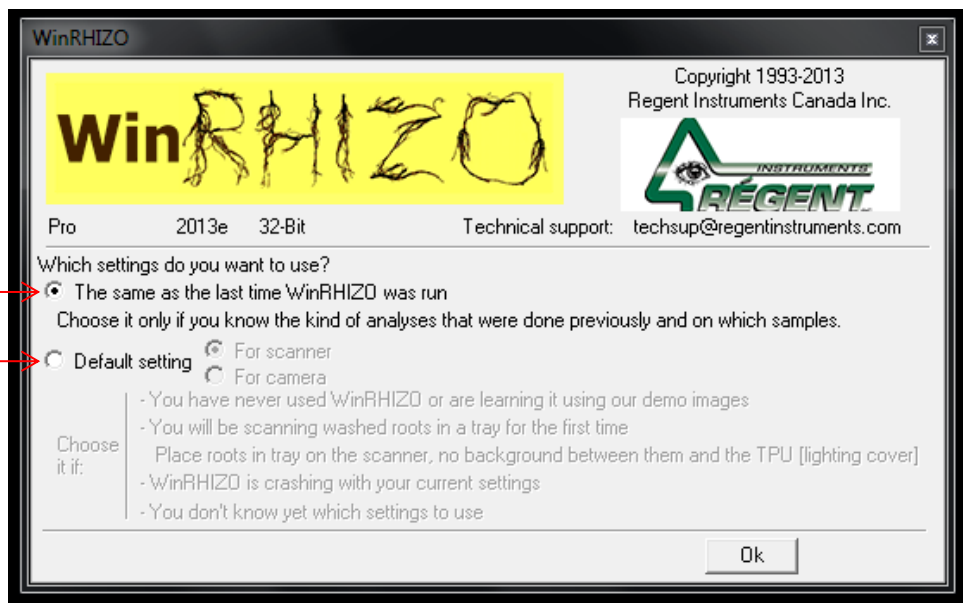 WinRHIZO
Copyright 1993-2013
Regent Instruments Canada Inc.
WinRHIZO
INSTRUMENTS
RÉGENT
Pro 2013e 32-Bit Technical support: techsup@regentinstruments.com
Which settings do you want to use?
The same as the last time WinRHIZO was run
Choose it only if you know the kind of analyses that were done previously and on which samples.
Default setting
For scanner
For camera
Choose it if:
- You have never used WinRHIZO or are learning it using our demo images
- You will be scanning washed roots in a tray for the first time
Place roots in tray on the scanner, no background between them and the TPU [lighting cover]
- WinRHIZO is crashing with your current settings
- You don't know yet which settings to use
Ok